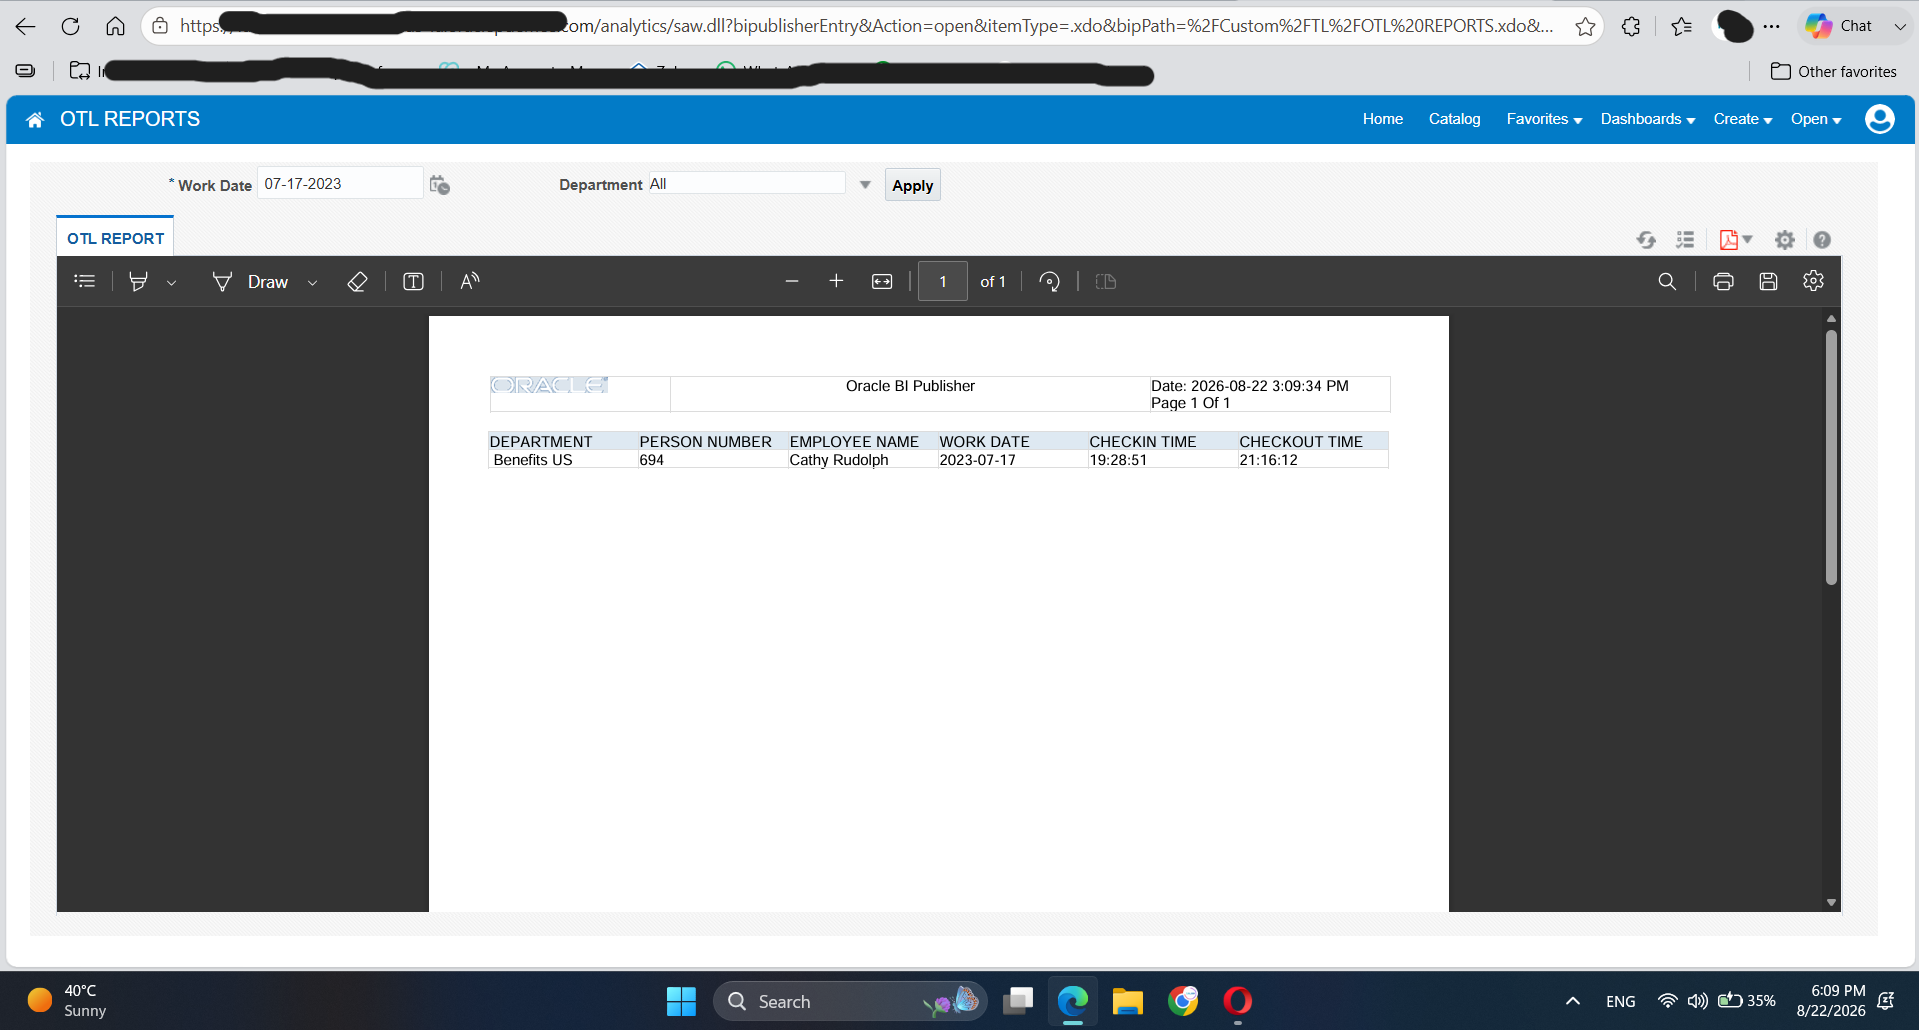 https:/
.com/analytics/saw.dll?bipublisherEntry&Action=open&itemType=.xdo&bipPath=%2FCustom%2FTL%2FOTL%20REPORTS.xdo&...
Chat
Other favorites
OTL REPORTS
Home Catalog Favorites Dashboards Create Open
* Work Date 07-17-2023 Department All Apply
OTL REPORT
Draw 1 of 1
ORACLE Oracle BI Publisher Date: 2026-08-22 3:09:34 PM
Page 1 Of 1
DEPARTMENT PERSON NUMBER EMPLOYEE NAME WORK DATE CHECKIN TIME CHECKOUT TIME
Benefits US 694 Cathy Rudolph 2023-07-17 19:28:51 21:16:12
40°C
Sunny
Search
ENG
35%
6:09 PM
8/22/2026